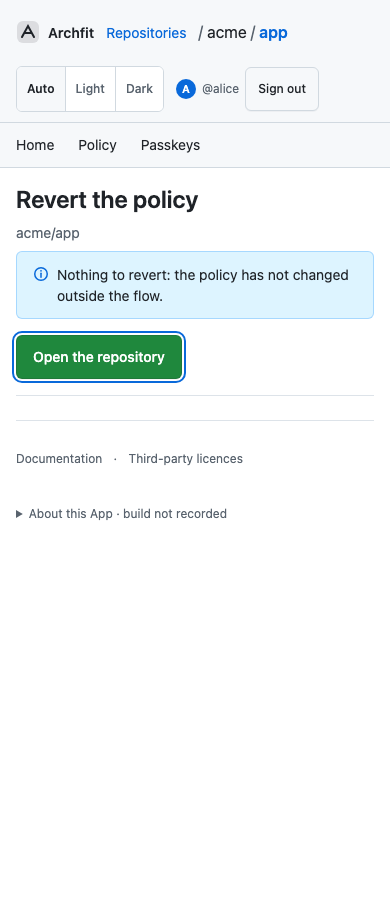 Archfit Repositories / acme / app
Auto Light Dark A @alice Sign out
Home Policy Passkeys
Revert the policy
acme/app
Nothing to revert: the policy has not changed
outside the flow.
Open the repository
Documentation · Third-party licences
About this App · build not recorded